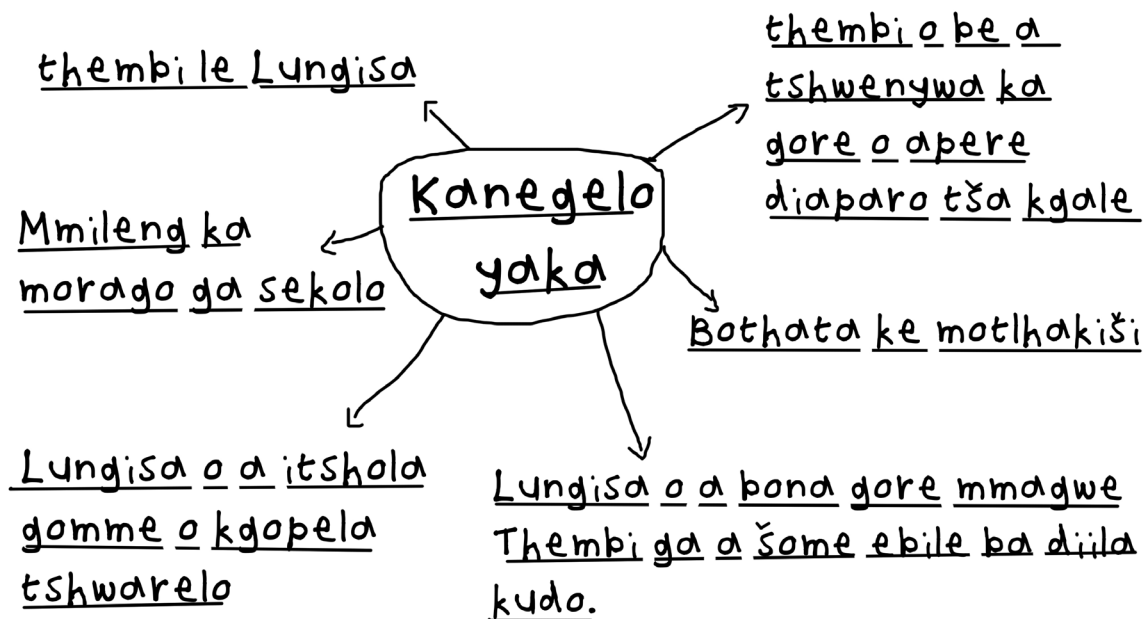 Kanegelo
yaka
thembi le Lungisa
thembi o be a
tshwenywa ka
gore o apere
diaparo tša kgale
Mmileng ka
morago ga sekolo
Bothata ke motlhakiši
Lungisa o a itshola
gomme o kgopela
tshwarelo
Lungisa o a bona gore mmagwe
Thembi ga a šome ebile ba diila
kudo.